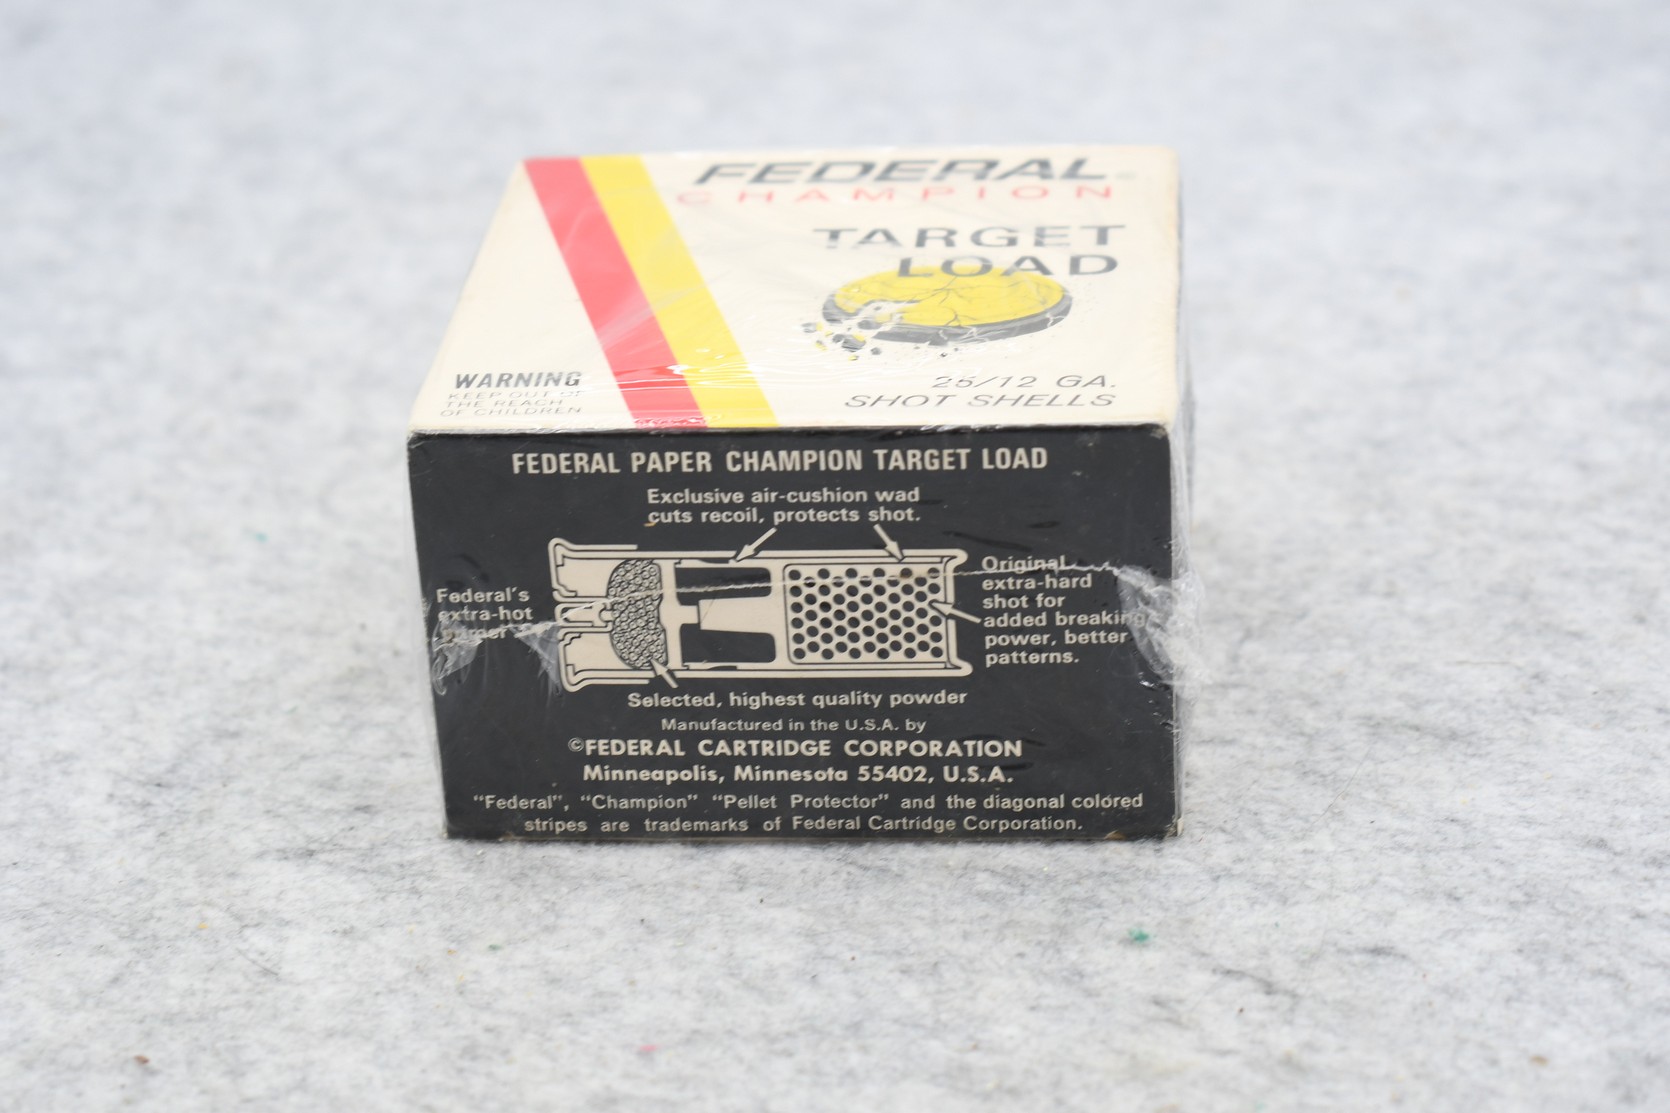 FEDERAL
CHAMPION
TARGET
LOAD
WARNING
KEEP OUT OF
THE REACH
OF CHILDREN
25/12 GA.
SHOT SHELLS
FEDERAL PAPER CHAMPION TARGET LOAD
Exclusive air-cushion wad
cuts recoil, protects shot.
Federal's
extra-hot
primer
Original
extra-hard
shot for
added breaking
power, better
patterns.
Selected, highest quality powder
Manufactured in the U.S.A. by
©FEDERAL CARTRIDGE CORPORATION
Minneapolis, Minnesota 55402, U.S.A.
"Federal", "Champion" "Pellet Protector" and the diagonal colored
stripes are trademarks of Federal Cartridge Corporation.